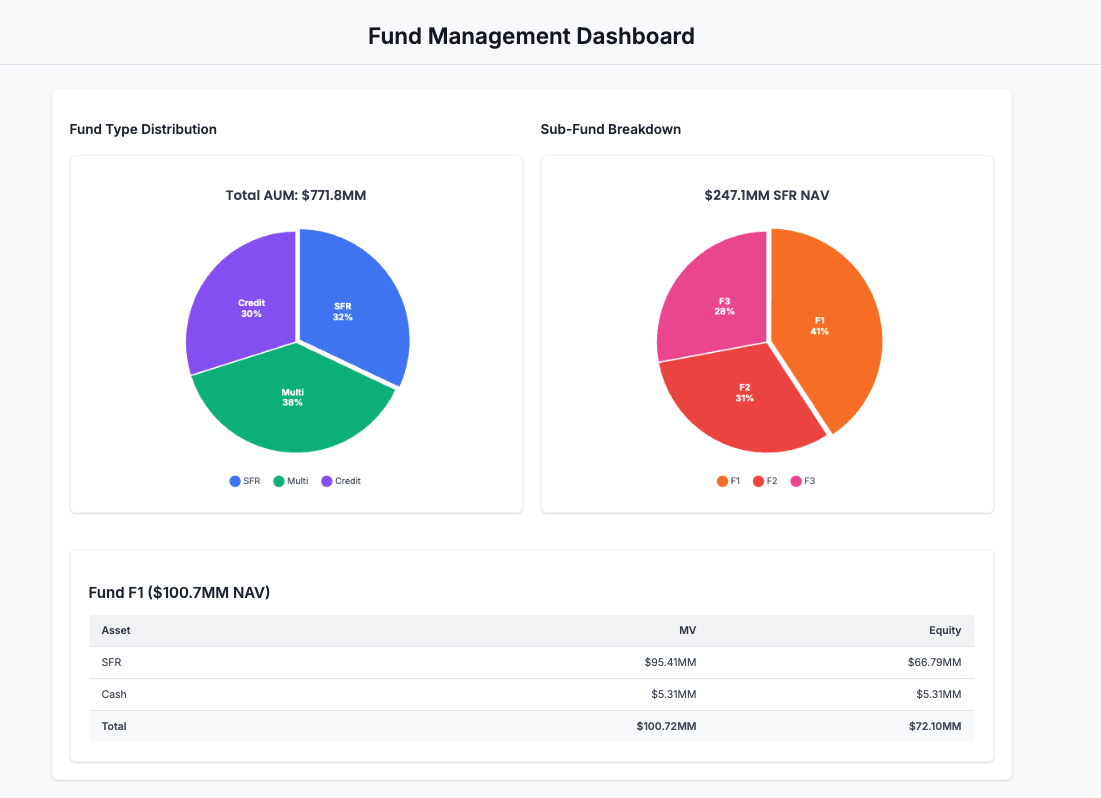 Fund Management Dashboard
Fund Type Distribution
Total AUM: $771.8MM
Credit
30%
SFR
32%
Multi
38%
SFR Multi Credit
Sub-Fund Breakdown
$247.1MM SFR NAV
F3
28%
F1
41%
F2
31%
F1 F2 F3
Fund F1 ($100.7MM NAV)
Asset MV Equity
SFR $95.41MM $66.79MM
Cash $5.31MM $5.31MM
Total $100.72MM $72.10MM